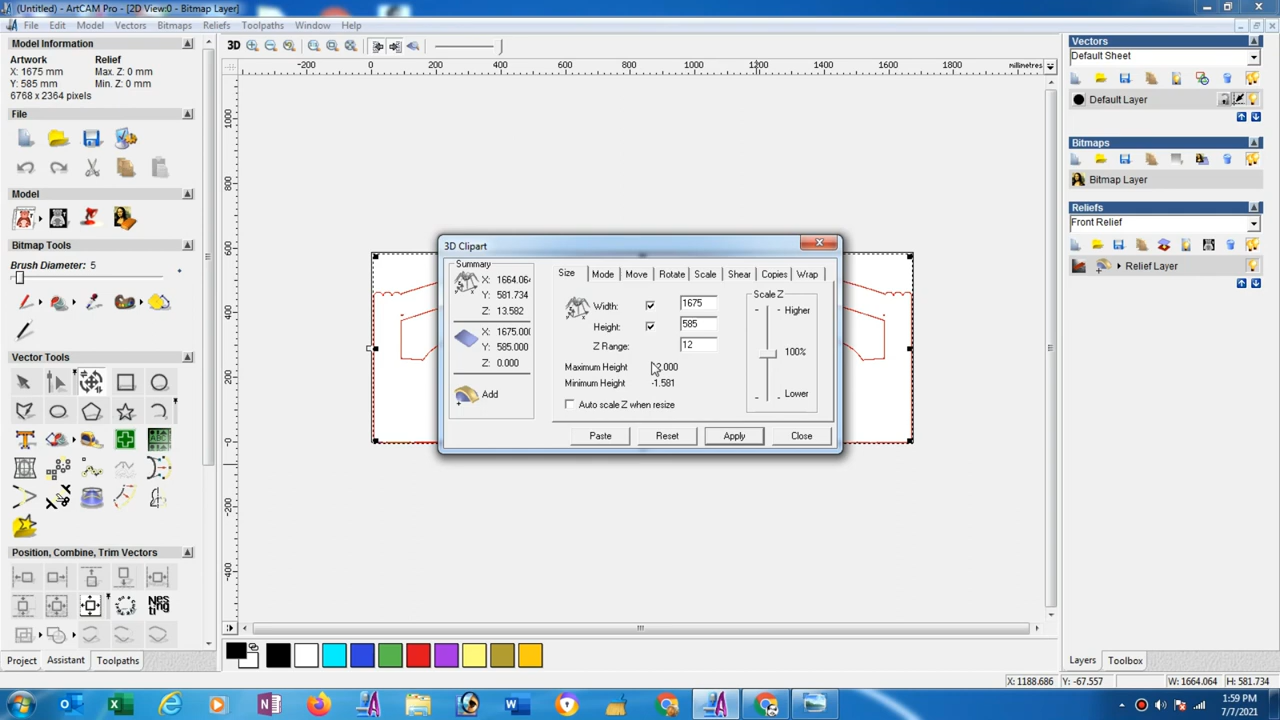 (Untitled) - ArtCAM Pro - [2D View:0 - Bitmap Layer]
File Edit Model Vectors Bitmaps Reliefs Toolpaths Window Help
Model Information
Artwork Relief
X: 1675 mm Max. Z: 0 mm
Y: 585 mm Min. Z: 0 mm
6768 x 2364 pixels
File
Model
Bitmap Tools
Brush Diameter: 5
Vector Tools
Position, Combine, Trim Vectors
Project Assistant Toolpaths
3D
-200 200 400 600 800 1000 1200 1400 1600 1800 millimetres
1000
800
600
400
200
-0
-200
-400
3D Clipart
Summary
X: 1664.064
Y: 581.734
Z: 13.582
X: 1675.000
Y: 585.000
Z: 0.000
Add
Size Mode Move Rotate Scale Shear Copies Wrap
Width: 1675
Height: 585
Z Range: 12
Maximum Height
Minimum Height -1.581
Auto scale Z when resize
Scale Z
Higher
100%
Lower
Paste Reset Apply Close
Vectors
Default Sheet
Default Layer
Bitmaps
Bitmap Layer
Reliefs
Front Relief
Relief Layer
Layers Toolbox
X: 1188.686 Y: -67.557 W: 1664.064 H: 581.734
1:59 PM
7/7/2021